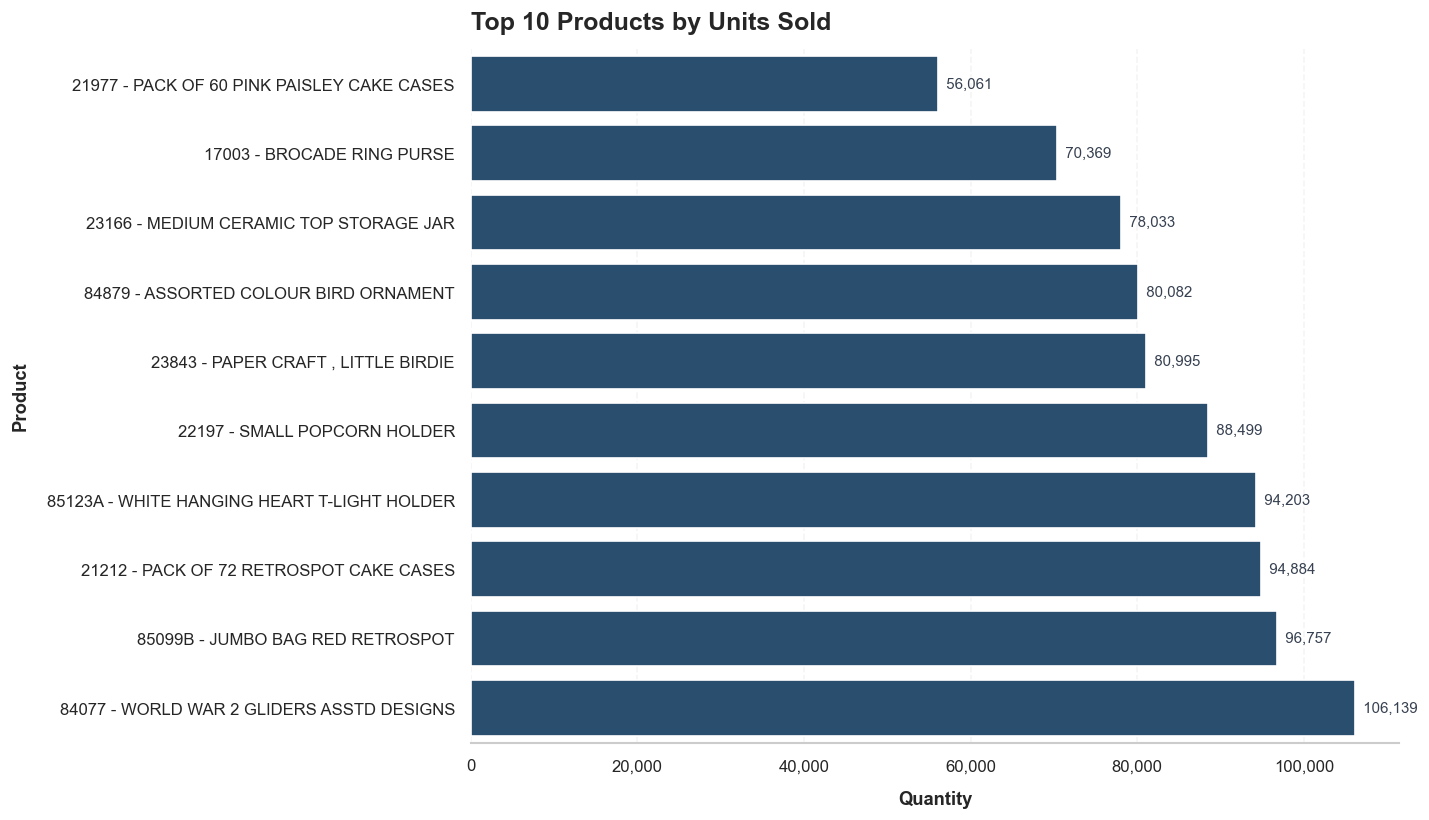 Top 10 Products by Units Sold
21977 - PACK OF 60 PINK PAISLEY CAKE CASES 56,061
17003 - BROCADE RING PURSE 70,369
23166 - MEDIUM CERAMIC TOP STORAGE JAR 78,033
84879 - ASSORTED COLOUR BIRD ORNAMENT 80,082
23843 - PAPER CRAFT , LITTLE BIRDIE 80,995
22197 - SMALL POPCORN HOLDER 88,499
85123A - WHITE HANGING HEART T-LIGHT HOLDER 94,203
21212 - PACK OF 72 RETROSPOT CAKE CASES 94,884
85099B - JUMBO BAG RED RETROSPOT 96,757
84077 - WORLD WAR 2 GLIDERS ASSTD DESIGNS 106,139
0 20,000 40,000 60,000 80,000 100,000
Quantity
Product